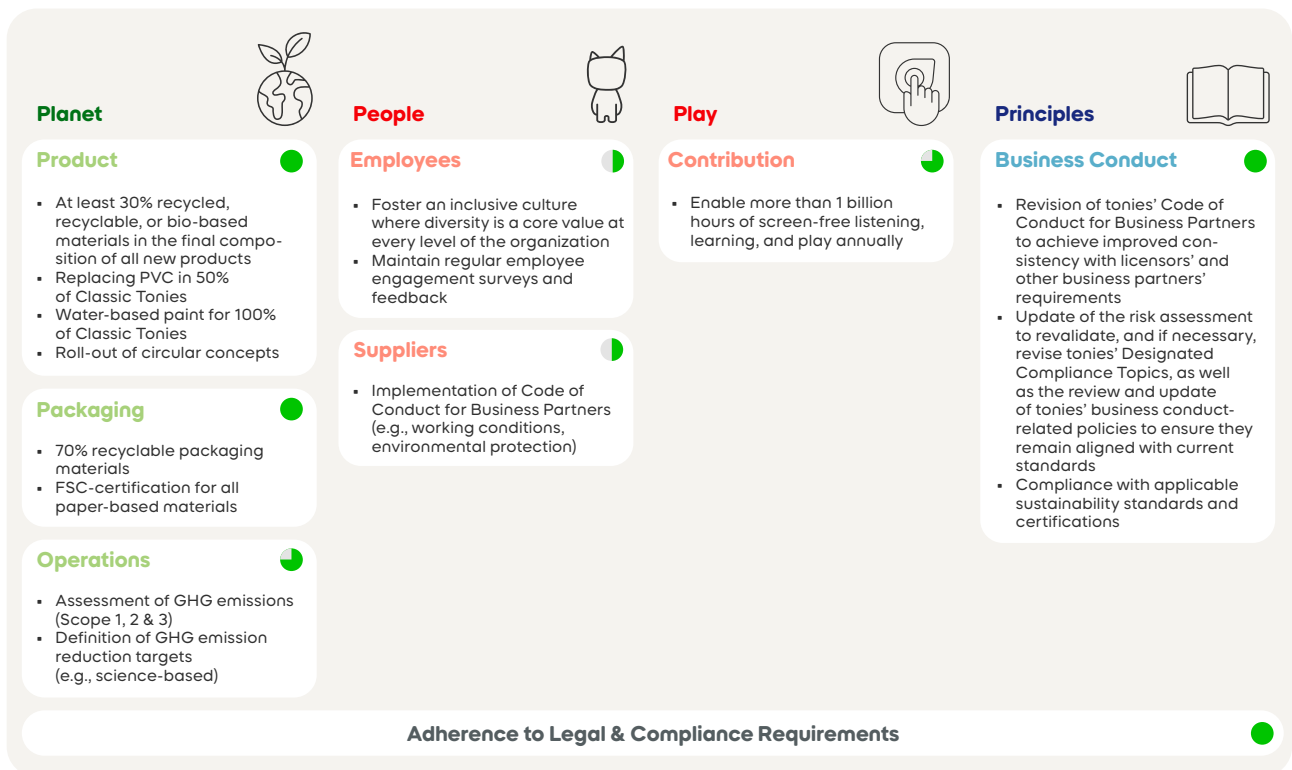 Planet
Product
▪ At least 30% recycled,
recyclable, or bio-based
materials in the final compo-
sition of all new products
▪ Replacing PVC in 50%
of Classic Tonies
▪ Water-based paint for 100%
of Classic Tonies
▪ Roll-out of circular concepts
Packaging
▪ 70% recyclable packaging
materials
▪ FSC-certification for all
paper-based materials
Operations
▪ Assessment of GHG emissions
(Scope 1, 2 & 3)
▪ Definition of GHG emission
reduction targets
(e.g., science-based)
People
Employees
▪ Foster an inclusive culture
where diversity is a core value at
every level of the organization
▪ Maintain regular employee
engagement surveys and
feedback
Suppliers
▪ Implementation of Code of
Conduct for Business Partners
(e.g., working conditions,
environmental protection)
Play
Contribution
▪ Enable more than 1 billion
hours of screen-free listening,
learning, and play annually
Principles
Business Conduct
▪ Revision of tonies’ Code of
Conduct for Business Partners
to achieve improved con-
sistency with licensors’ and
other business partners’
requirements
▪ Update of the risk assessment
to revalidate, and if necessary,
revise tonies’ Designated
Compliance Topics, as well
as the review and update
of tonies’ business conduct-
related policies to ensure they
remain aligned with current
standards
▪ Compliance with applicable
sustainability standards and
certifications
Adherence to Legal & Compliance Requirements